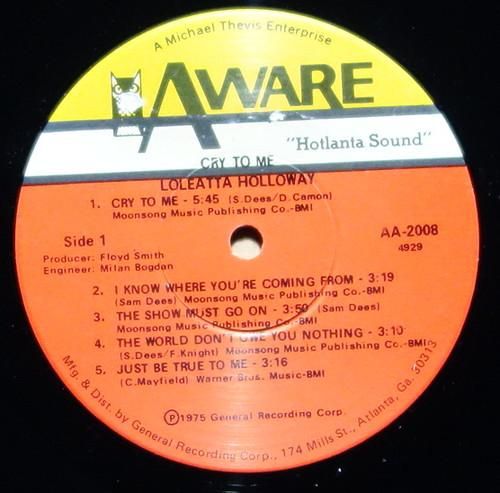 A Michael Thevis Enterprise
AWARE
"Hotlanta Sound"
CRY TO ME
LOLEATTA HOLLOWAY
1. CRY TO ME - 5:45 (S.Dees/D.Camon)
Moonsong Music Publishing Co.-BMI
Side 1
AA-2008
4929
Producer: Floyd Smith
Engineer: Milan Bogdan
2. I KNOW WHERE YOU'RE COMING FROM - 3:19
(Sam Dees) Moonsong Music Publishing Co.-BMI
3. THE SHOW MUST GO ON - 3:50 (Sam Dees)
Moonsong Music Publishing Co.-BMI
4. THE WORLD DON'T OWE YOU NOTHING - 3:10
(S.Dees/F.Knight) Moonsong Music Publishing Co.-BMI
5. JUST BE TRUE TO ME - 3:16
(C.Mayfield) Warner Bros. Music-BMI
Ⓟ1975 General Recording Corp.
Mfg. & Dist. by General Recording Corp., 174 Mills St., Atlanta, Ga. 30313